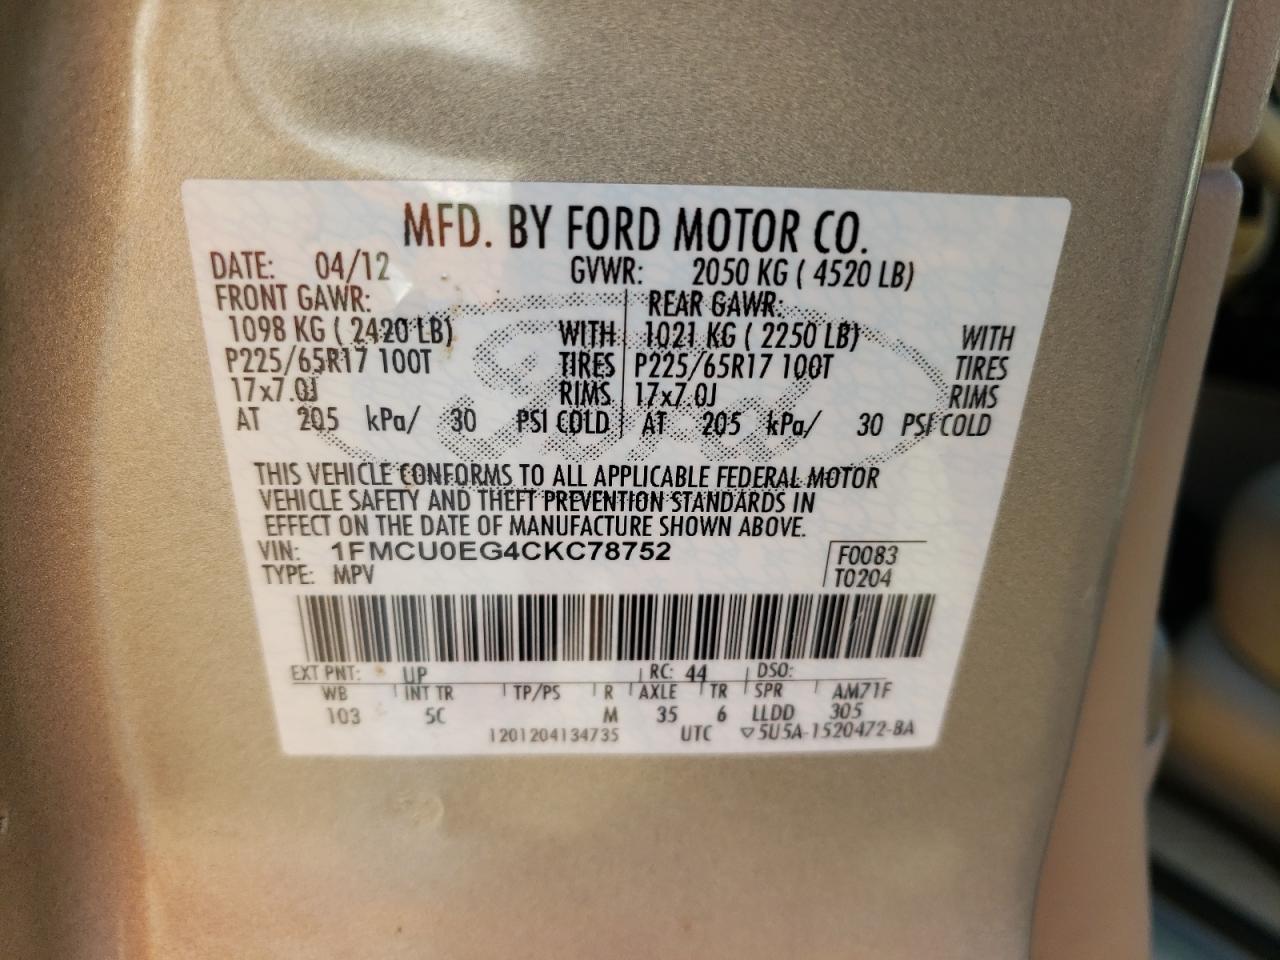 MFD. BY FORD MOTOR CO.
DATE: 04/12 GVWR: 2050 KG ( 4520 LB)
FRONT GAWR: REAR GAWR:
1098 KG ( 2420 LB) WITH 1021 KG ( 2250 LB) WITH
P225/65R17 100T TIRES P225/65R17 100T TIRES
17x7.0J RIMS 17x7.0J RIMS
AT 205 kPa/ 30 PSI COLD AT 205 kPa/ 30 PSI COLD
THIS VEHICLE CONFORMS TO ALL APPLICABLE FEDERAL MOTOR
VEHICLE SAFETY AND THEFT PREVENTION STANDARDS IN
EFFECT ON THE DATE OF MANUFACTURE SHOWN ABOVE.
VIN: 1FMCU0EG4CKC78752 F0083
TYPE: MPV T0204
EXT PNT: UP RC: 44 DSO:
WB INT TR TP/PS R AXLE TR SPR AM71F
103 5C M 35 6 LLDD 305
1201204134735 UTC ▽5U5A-1520472-BA